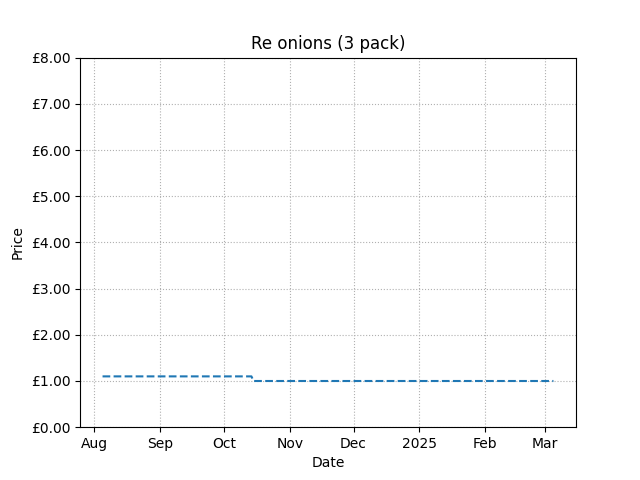 Re onions (3 pack)
£8.00
£7.00
£6.00
£5.00
£4.00
£3.00
£2.00
£1.00
£0.00
Price
Aug Sep Oct Nov Dec 2025 Feb Mar
Date